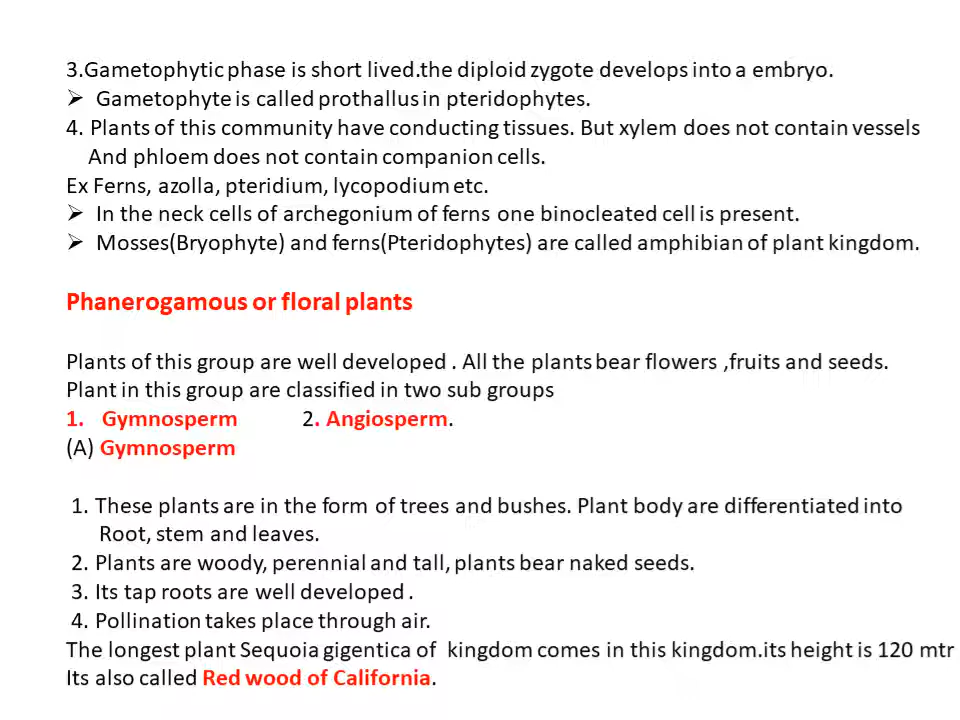 3.Gametophytic phase is short lived.the diploid zygote develops into a embryo.
➢ Gametophyte is called prothallus in pteridophytes.
4. Plants of this community have conducting tissues. But xylem does not contain vessels
And phloem does not contain companion cells.
Ex Ferns, azolla, pteridium, lycopodium etc.
➢ In the neck cells of archegonium of ferns one binocleated cell is present.
➢ Mosses(Bryophyte) and ferns(Pteridophytes) are called amphibian of plant kingdom.
Phanerogamous or floral plants
Plants of this group are well developed . All the plants bear flowers ,fruits and seeds.
Plant in this group are classified in two sub groups
1. Gymnosperm 2. Angiosperm.
(A) Gymnosperm
1. These plants are in the form of trees and bushes. Plant body are differentiated into
Root, stem and leaves.
2. Plants are woody, perennial and tall, plants bear naked seeds.
3. Its tap roots are well developed .
4. Pollination takes place through air.
The longest plant Sequoia gigentica of kingdom comes in this kingdom.its height is 120 mtr
Its also called Red wood of California.